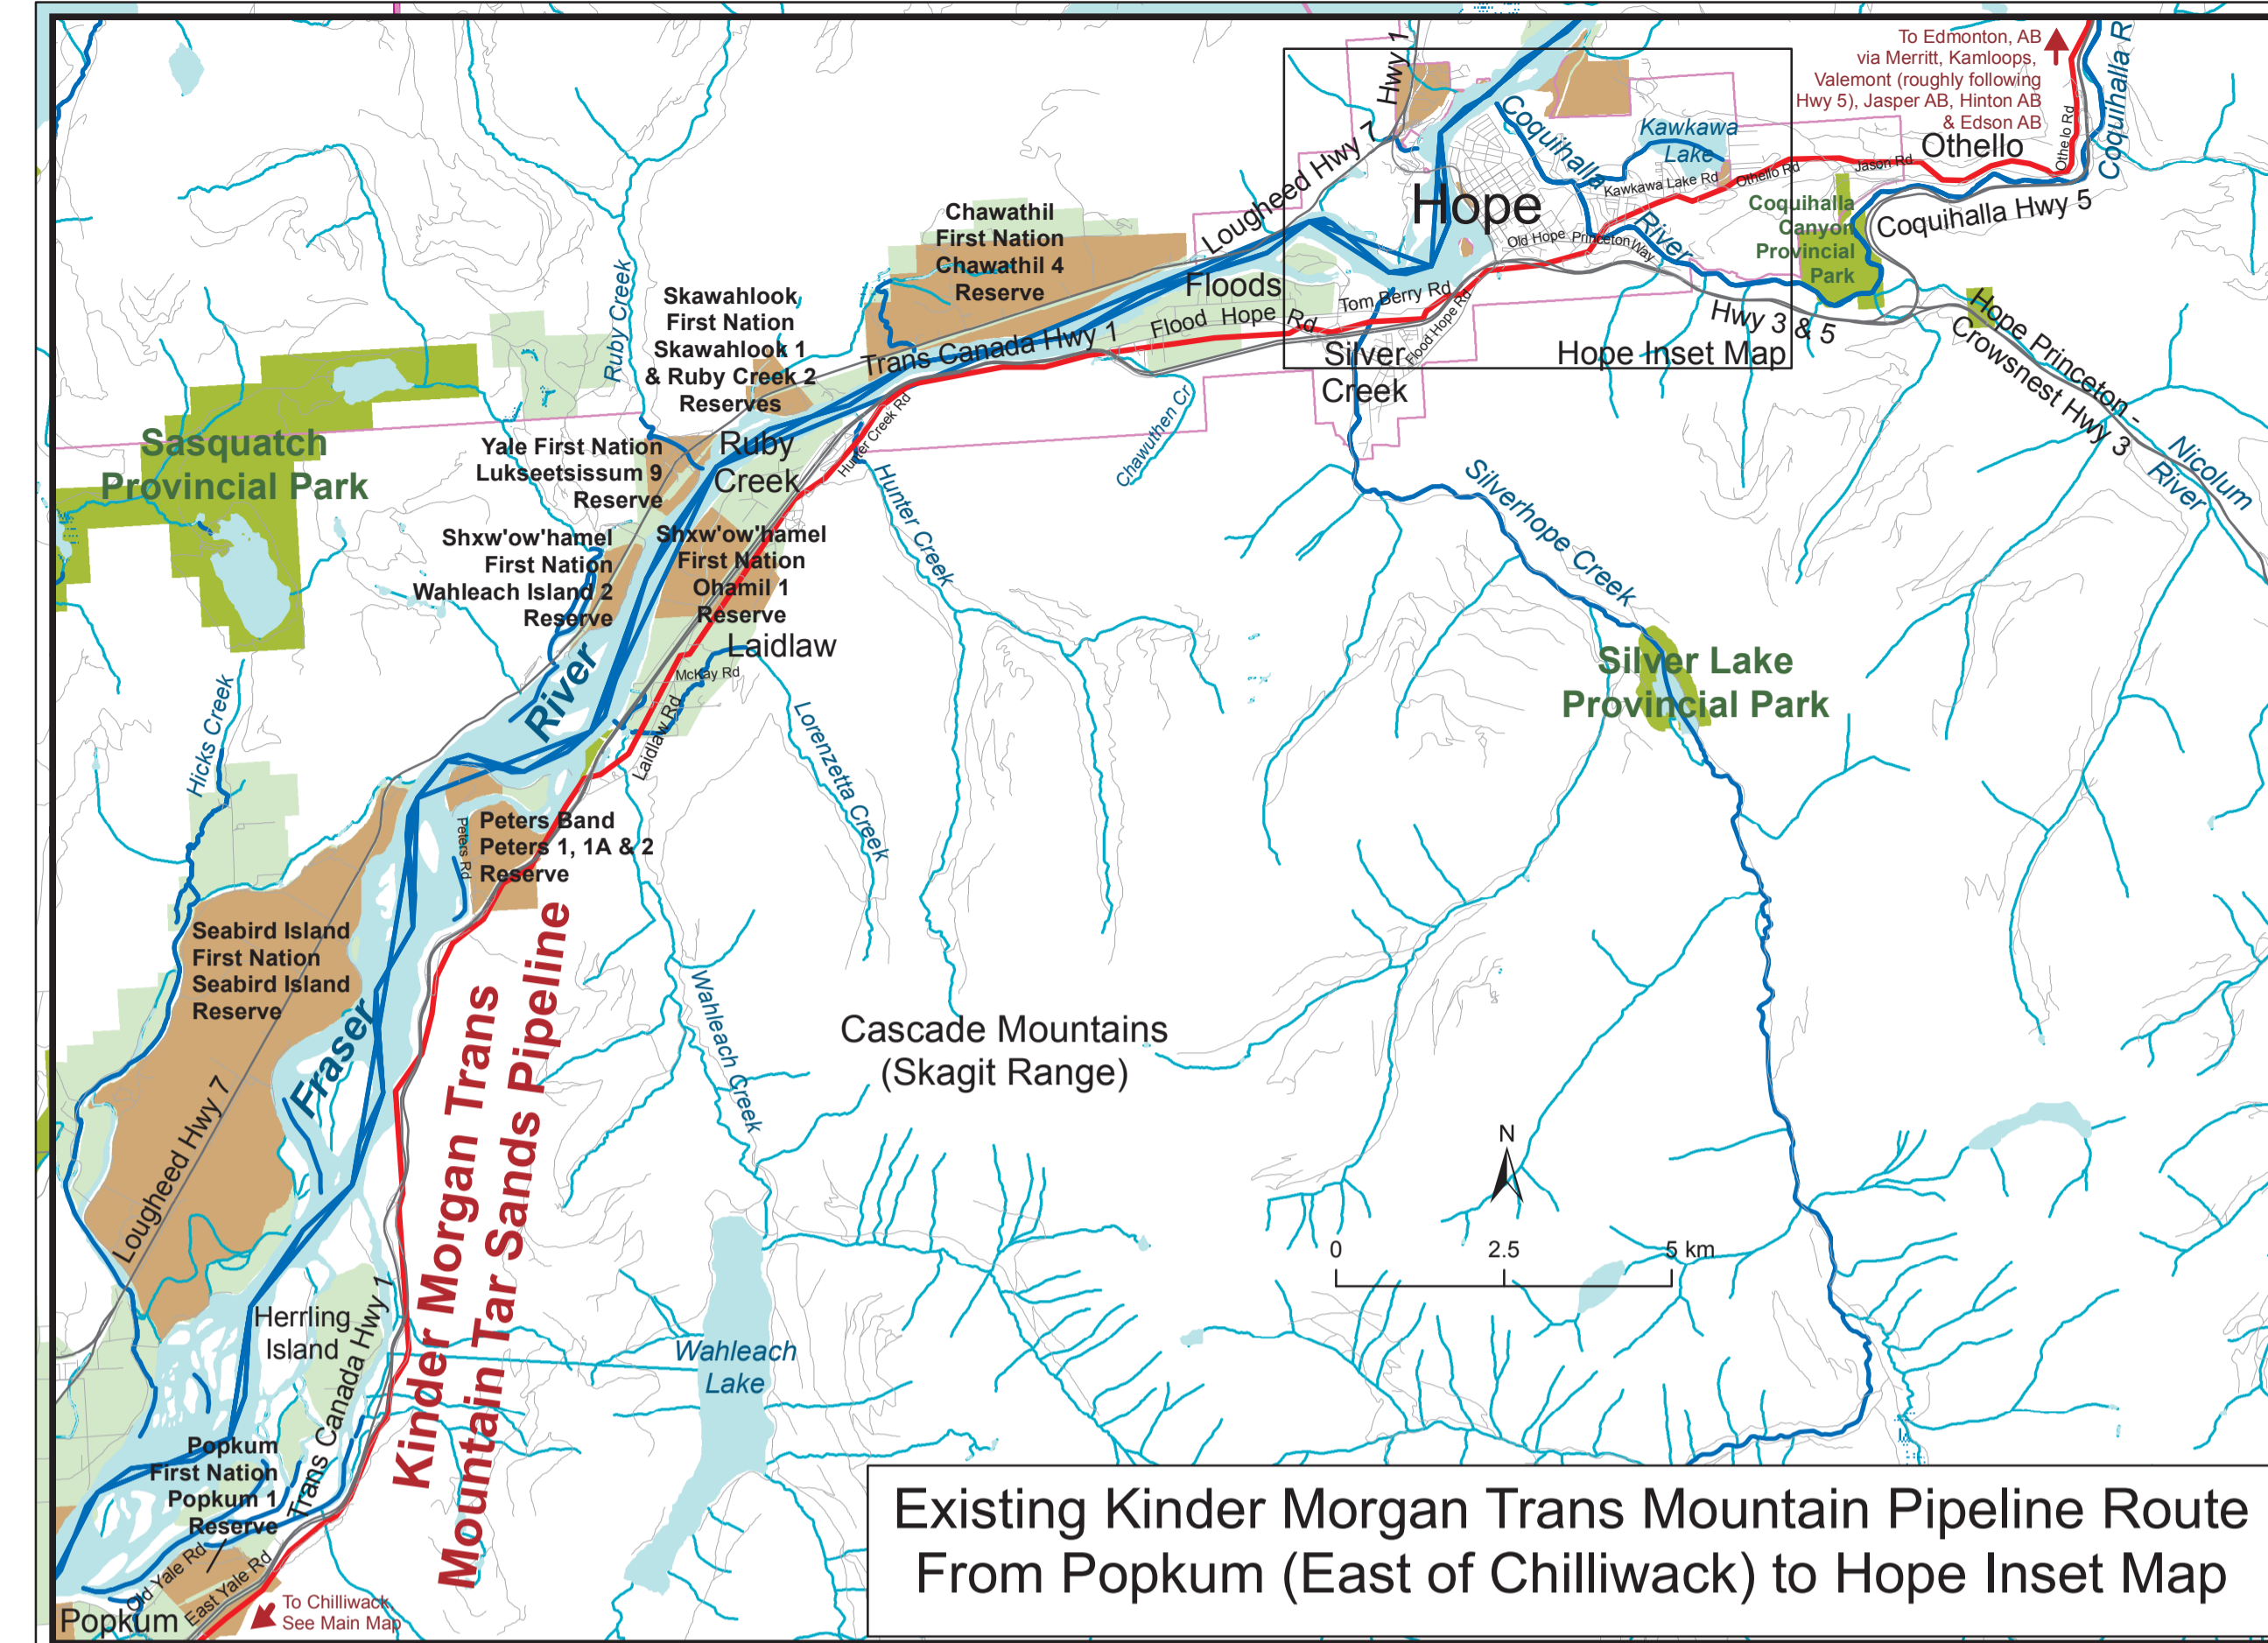 To Edmonton, AB
via Merritt, Kamloops,
Valemont (roughly following
Hwy 5), Jasper AB, Hinton AB
& Edson AB
Hwy 1
Coquihalla R
Othello Rd
Othello
Jason Rd
Kawkawa
Lake
Coquihalla
River
Kawkawa Lake Rd
Othello Rd
Lougheed Hwy 7
Hope
Old Hope Princeton Way
Coquihalla
Canyon
Provincial
Park
Coquihalla Hwy 5
Chawathil
First Nation
Chawathil 4
Reserve
Floods
Tom Berry Rd
Flood Hope Rd
Flood Hope Rd
Trans Canada Hwy 1
Silver
Creek
Hope Inset Map
Hwy 3 & 5
Hope Princeton -
Crowsnest Hwy 3
Nicolum
River
Ruby Creek
Skawahlook
First Nation
Skawahlook 1
& Ruby Creek 2
Reserves
Hunter Creek Rd
Chawuthen Cr
Sasquatch
Provincial Park
Yale First Nation
Lukseetsissum 9
Reserve
Ruby
Creek
Hunter Creek
Silverhope Creek
Shxw'ow'hamel
First Nation
Wahleach Island 2
Reserve
Shxw'ow'hamel
First Nation
Ohamil 1
Reserve
Laidlaw
McKay Rd
Laidlaw Rd
Silver Lake
Provincial Park
River
Hicks Creek
Lorenzetta Creek
Peters Rd
Peters Band
Peters 1, 1A & 2
Reserve
Seabird Island
First Nation
Seabird Island
Reserve
Fraser
Wahleach Creek
Cascade Mountains
(Skagit Range)
Kinder Morgan Trans
Mountain Tar Sands Pipeline
Lougheed Hwy 7
N
0 2.5 5 km
Herrling
Island
Trans Canada Hwy 1
Wahleach
Lake
Popkum
First Nation
Popkum 1
Reserve
Old Yale Rd
East Yale Rd
Popkum
To Chilliwack,
See Main Map
Existing Kinder Morgan Trans Mountain Pipeline Route
From Popkum (East of Chilliwack) to Hope Inset Map